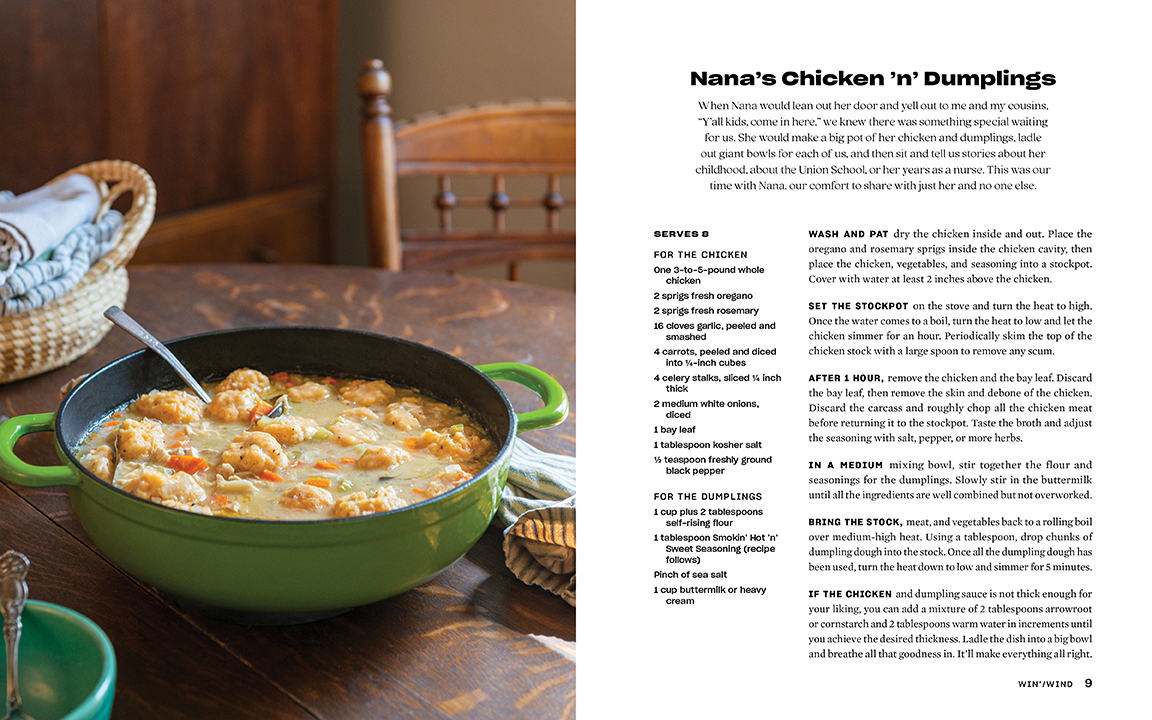 Nana’s Chicken ’n’ Dumplings
When Nana would lean out her door and yell out to me and my cousins,
“Y’all kids, come in here,” we knew there was something special waiting
for us. She would make a big pot of her chicken and dumplings, ladle
out giant bowls for each of us, and then sit and tell us stories about her
childhood, about the Union School, or her years as a nurse. This was our
time with Nana, our comfort to share with just her and no one else.
SERVES 8
FOR THE CHICKEN
One 3-to-5-pound whole
chicken
2 sprigs fresh oregano
2 sprigs fresh rosemary
16 cloves garlic, peeled and
smashed
4 carrots, peeled and diced
into ¼-inch cubes
4 celery stalks, sliced ¼ inch
thick
2 medium white onions,
diced
1 bay leaf
1 tablespoon kosher salt
½ teaspoon freshly ground
black pepper
FOR THE DUMPLINGS
1 cup plus 2 tablespoons
self-rising flour
1 tablespoon Smokin’ Hot ’n’
Sweet Seasoning (recipe
follows)
Pinch of sea salt
1 cup buttermilk or heavy
cream
WASH AND PAT dry the chicken inside and out. Place the
oregano and rosemary sprigs inside the chicken cavity, then
place the chicken, vegetables, and seasoning into a stockpot.
Cover with water at least 2 inches above the chicken.
SET THE STOCKPOT on the stove and turn the heat to high.
Once the water comes to a boil, turn the heat to low and let the
chicken simmer for an hour. Periodically skim the top of the
chicken stock with a large spoon to remove any scum.
AFTER 1 HOUR, remove the chicken and the bay leaf. Discard
the bay leaf, then remove the skin and debone of the chicken.
Discard the carcass and roughly chop all the chicken meat
before returning it to the stockpot. Taste the broth and adjust
the seasoning with salt, pepper, or more herbs.
IN A MEDIUM mixing bowl, stir together the flour and
seasonings for the dumplings. Slowly stir in the buttermilk
until all the ingredients are well combined but not overworked.
BRING THE STOCK, meat, and vegetables back to a rolling boil
over medium-high heat. Using a tablespoon, drop chunks of
dumpling dough into the stock. Once all the dumpling dough has
been used, turn the heat down to low and simmer for 5 minutes.
IF THE CHICKEN and dumpling sauce is not thick enough for
your liking, you can add a mixture of 2 tablespoons arrowroot
or cornstarch and 2 tablespoons warm water in increments until
you achieve the desired thickness. Ladle the dish into a big bowl
and breathe all that goodness in. It’ll make everything all right.
WIN’/WIND 9